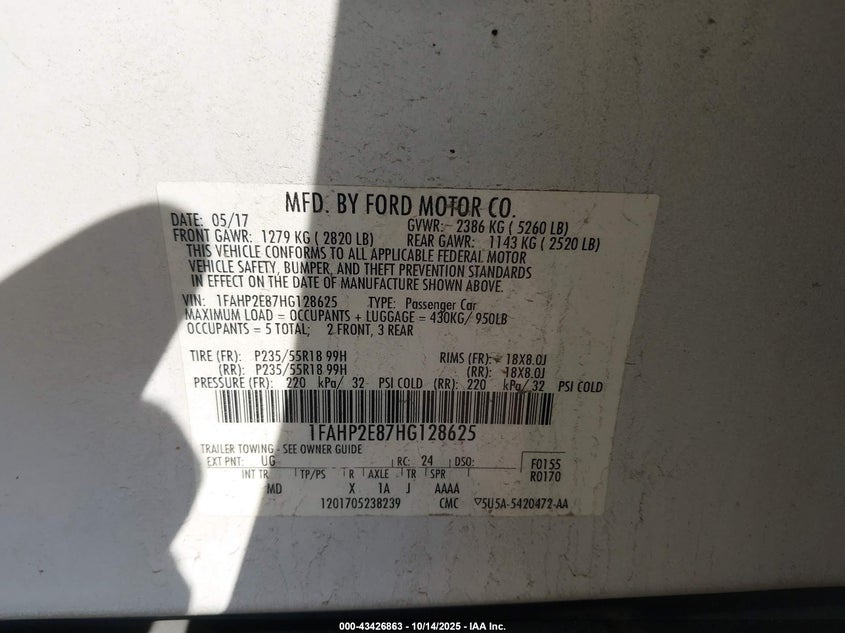 MFD. BY FORD MOTOR CO.
DATE: 05/17 GVWR: 2386 KG ( 5260 LB)
FRONT GAWR: 1279 KG ( 2820 LB) REAR GAWR: 1143 KG ( 2520 LB)
THIS VEHICLE CONFORMS TO ALL APPLICABLE FEDERAL MOTOR
VEHICLE SAFETY, BUMPER, AND THEFT PREVENTION STANDARDS
IN EFFECT ON THE DATE OF MANUFACTURE SHOWN ABOVE.
VIN: 1FAHP2E87HG128625 TYPE: Passenger Car
MAXIMUM LOAD = OCCUPANTS + LUGGAGE = 430KG/ 950LB
OCCUPANTS = 5 TOTAL; 2 FRONT, 3 REAR
TIRE (FR): P235/55R18 99H RIMS (FR): 18X8.0J
(RR): P235/55R18 99H (RR): 18X8.0J
PRESSURE (FR): 220 kPa/ 32 PSI COLD (RR): 220 kPa/ 32 PSI COLD
1FAHP2E87HG128625
TRAILER TOWING - SEE OWNER GUIDE
EXT PNT: UG RC: 24 DSO: F0155
INT TR TP/PS R AXLE TR SPR R0170
MD X 1A J AAAA
1201705238239 CMC ▽5U5A-5420472-AA
000-43426863 - 10/14/2025 - IAA Inc.